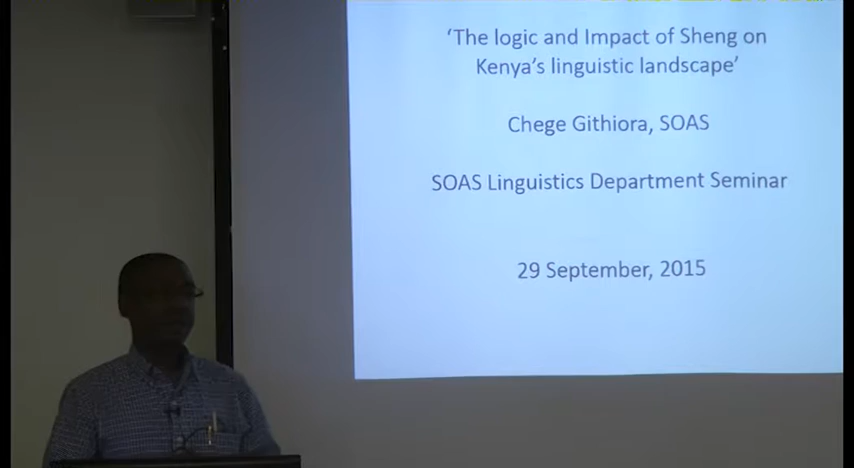 ‘The logic and Impact of Sheng on
Kenya’s linguistic landscape’
Chege Githiora, SOAS
SOAS Linguistics Department Seminar
29 September, 2015